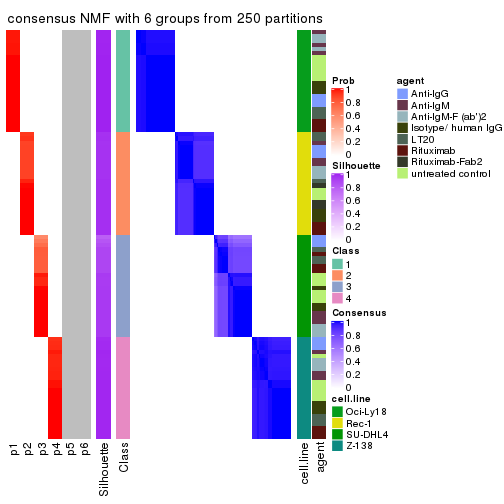 consensus NMF with 6 groups from 250 partitions
Prob
1
0.8
0.6
0.4
0.2
0
Silhouette
1
0.8
0.6
0.4
0.2
0
Class
1
2
3
4
Consensus
1
0.8
0.6
0.4
0.2
0
cell.line
Oci-Ly18
Rec-1
SU-DHL4
Z-138
agent
Anti-IgG
Anti-IgM
Anti-IgM-F (ab')2
Isotype/ human IgG
LT20
Rituximab
Rituximab-Fab2
untreated control
p1
p2
p3
p4
p5
p6
Silhouette
Class
cell.line
agent